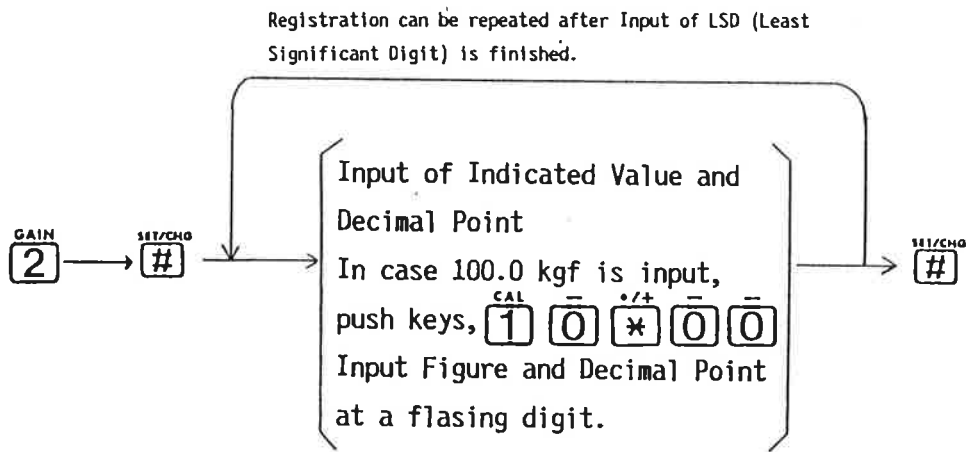 Registration can be repeated after Input of LSD (Least
Significant Digit) is finished.
Input of Indicated Value and
Decimal Point
GAIN
2
SET/CHG
#
In case 100.0 kgf is input,
CAL – •/+ – –
push keys, 1 0 * 0 0
Input Figure and Decimal Point
at a flasing digit.
SET/CHG
#